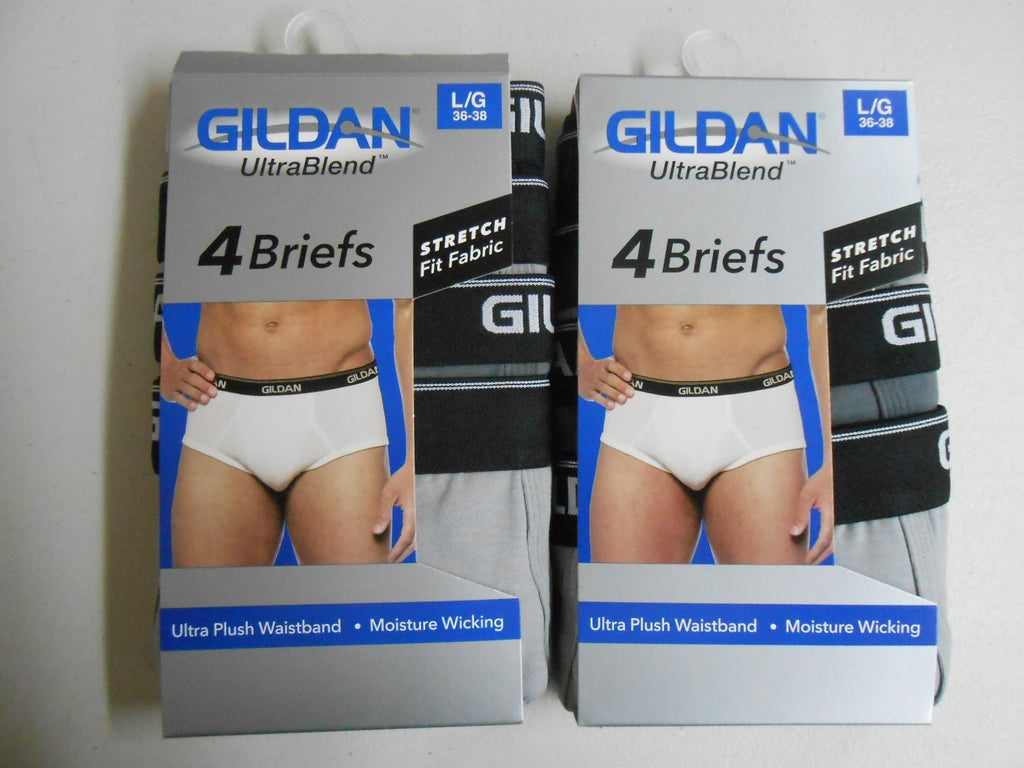 L/G
36-38
GILDAN®
UltraBlend™
4 Briefs
STRETCH
Fit Fabric
GILDAN
GILDAN
Ultra Plush Waistband • Moisture Wicking
L/G
36-38
GILDAN®
UltraBlend™
4 Briefs
STRETCH
Fit Fabric
GILDAN
GILDAN
Ultra Plush Waistband • Moisture Wicking